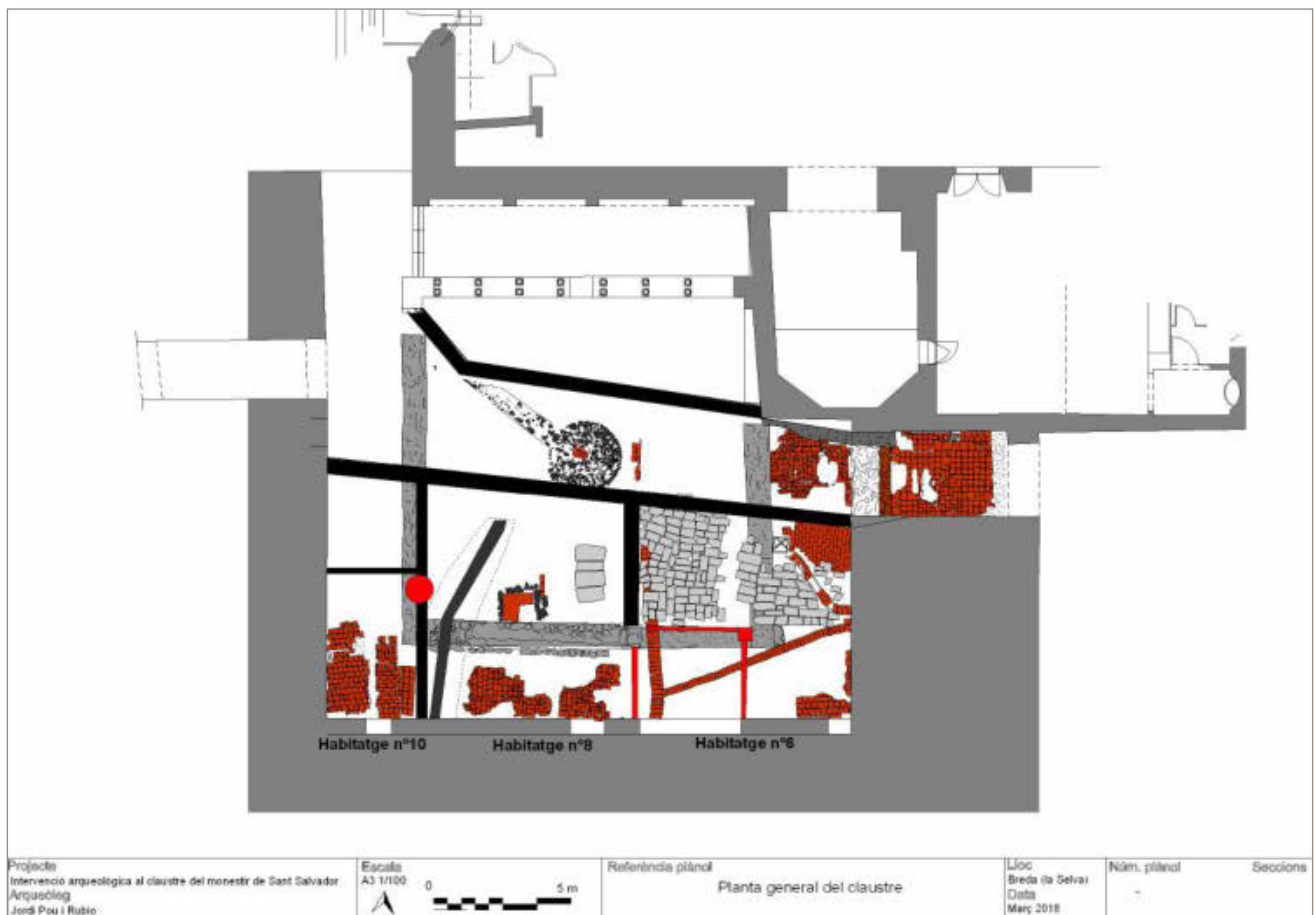 Habitatge nº10
Habitatge nº8
Habitatge nº6
Projecte
Intervenció arqueològica al claustre del monestir de Sant Salvador
Arqueòleg
Jordi Pou i Rubio
Escala
A3 1/100
0
5 m
Referència plànol
Planta general del claustre
Lloc
Breda (la Selva)
Data
Març 2018
Núm. plànol
-
Seccions